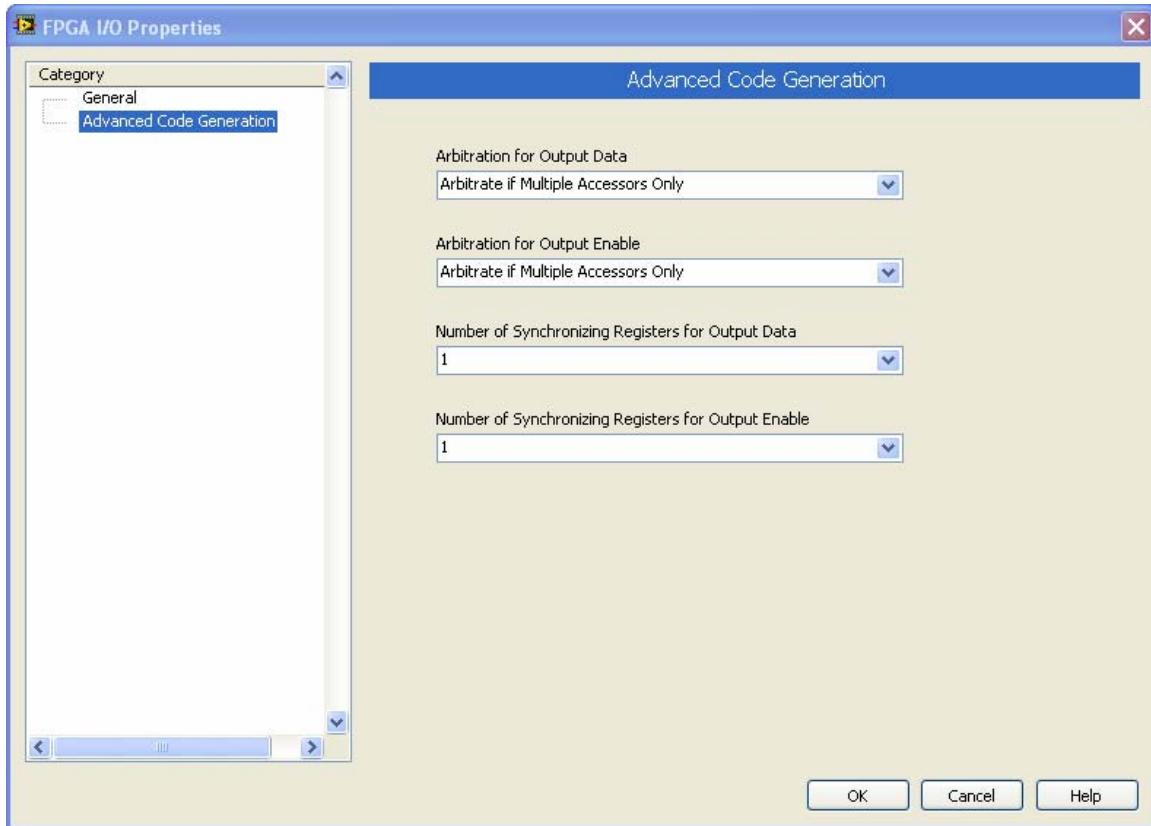 FPGA I/O Properties
Category
General
Advanced Code Generation
Advanced Code Generation
Arbitration for Output Data
Arbitrate if Multiple Accessors Only
Arbitration for Output Enable
Arbitrate if Multiple Accessors Only
Number of Synchronizing Registers for Output Data
1
Number of Synchronizing Registers for Output Enable
1
OK
Cancel
Help